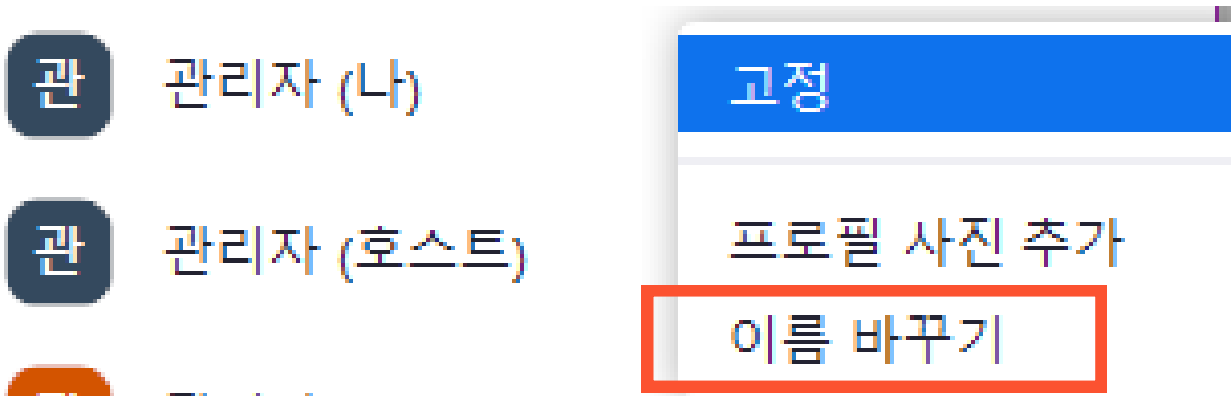 관 관리자 (나)
관 관리자 (호스트)
고정
프로필 사진 추가
이름 바꾸기